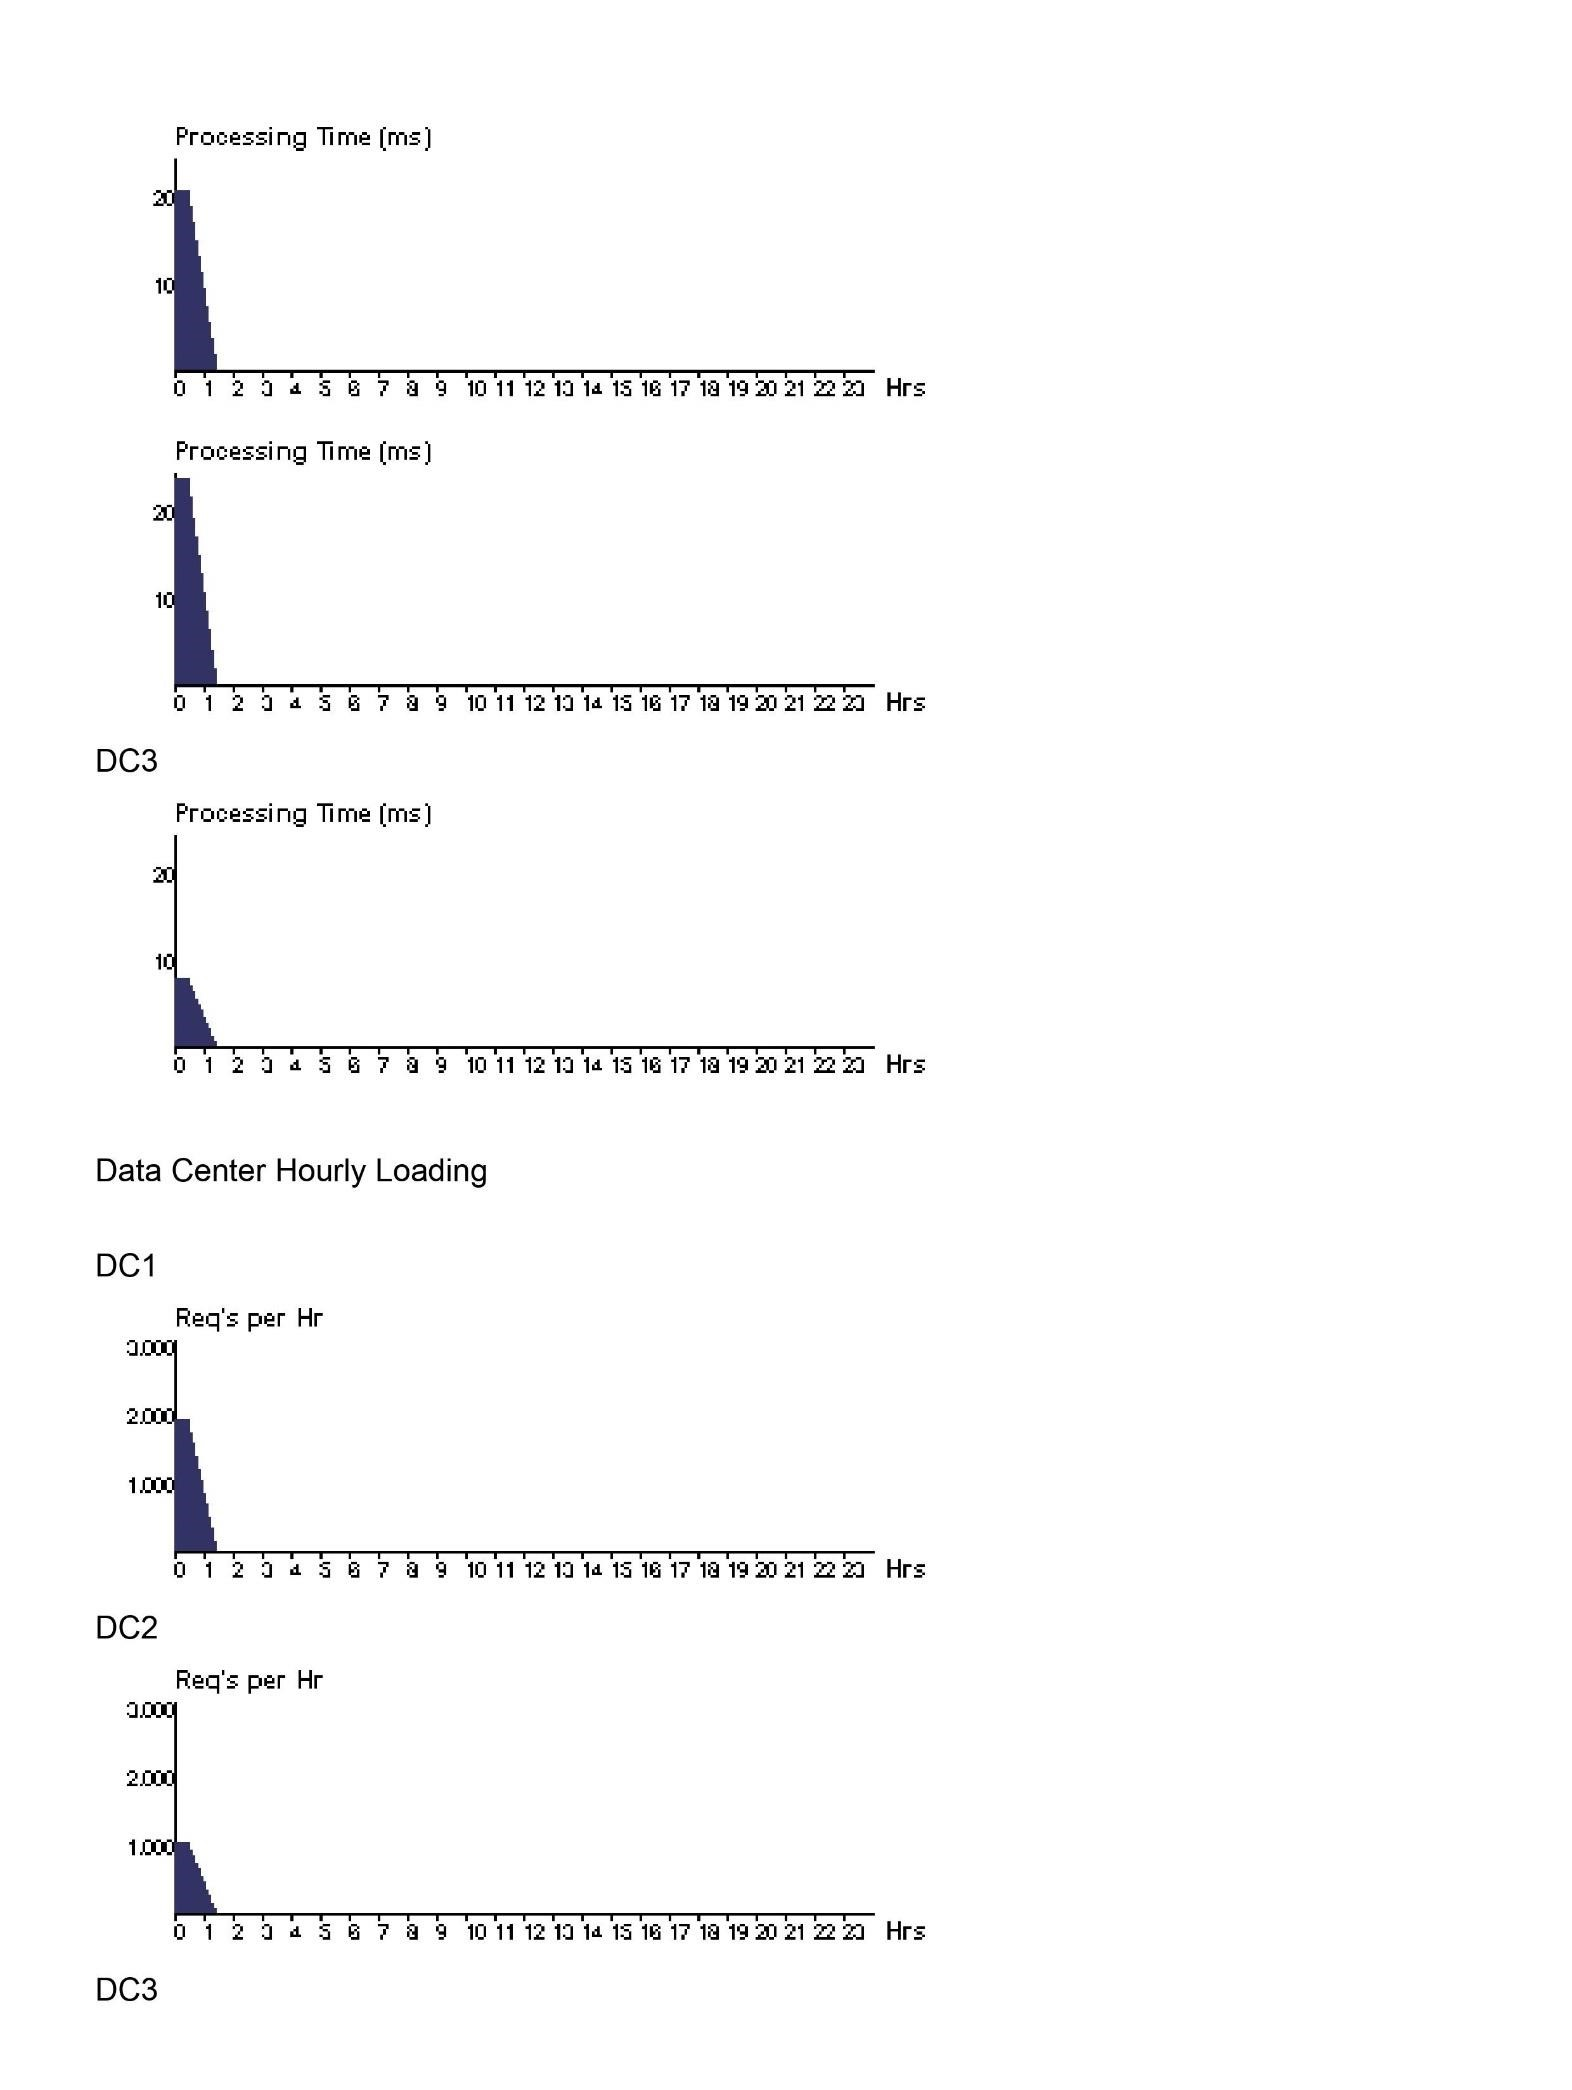 Processing Time (ms)
20
10
0 1 2 3 4 5 6 7 8 9 10 11 12 13 14 15 16 17 18 19 20 21 22 23 Hrs
Processing Time (ms)
20
10
0 1 2 3 4 5 6 7 8 9 10 11 12 13 14 15 16 17 18 19 20 21 22 23 Hrs
DC3
Processing Time (ms)
20
10
0 1 2 3 4 5 6 7 8 9 10 11 12 13 14 15 16 17 18 19 20 21 22 23 Hrs
Data Center Hourly Loading
DC1
Req's per Hr
3.000
2.000
1.000
0 1 2 3 4 5 6 7 8 9 10 11 12 13 14 15 16 17 18 19 20 21 22 23 Hrs
DC2
Req's per Hr
3.000
2.000
1.000
0 1 2 3 4 5 6 7 8 9 10 11 12 13 14 15 16 17 18 19 20 21 22 23 Hrs
DC3